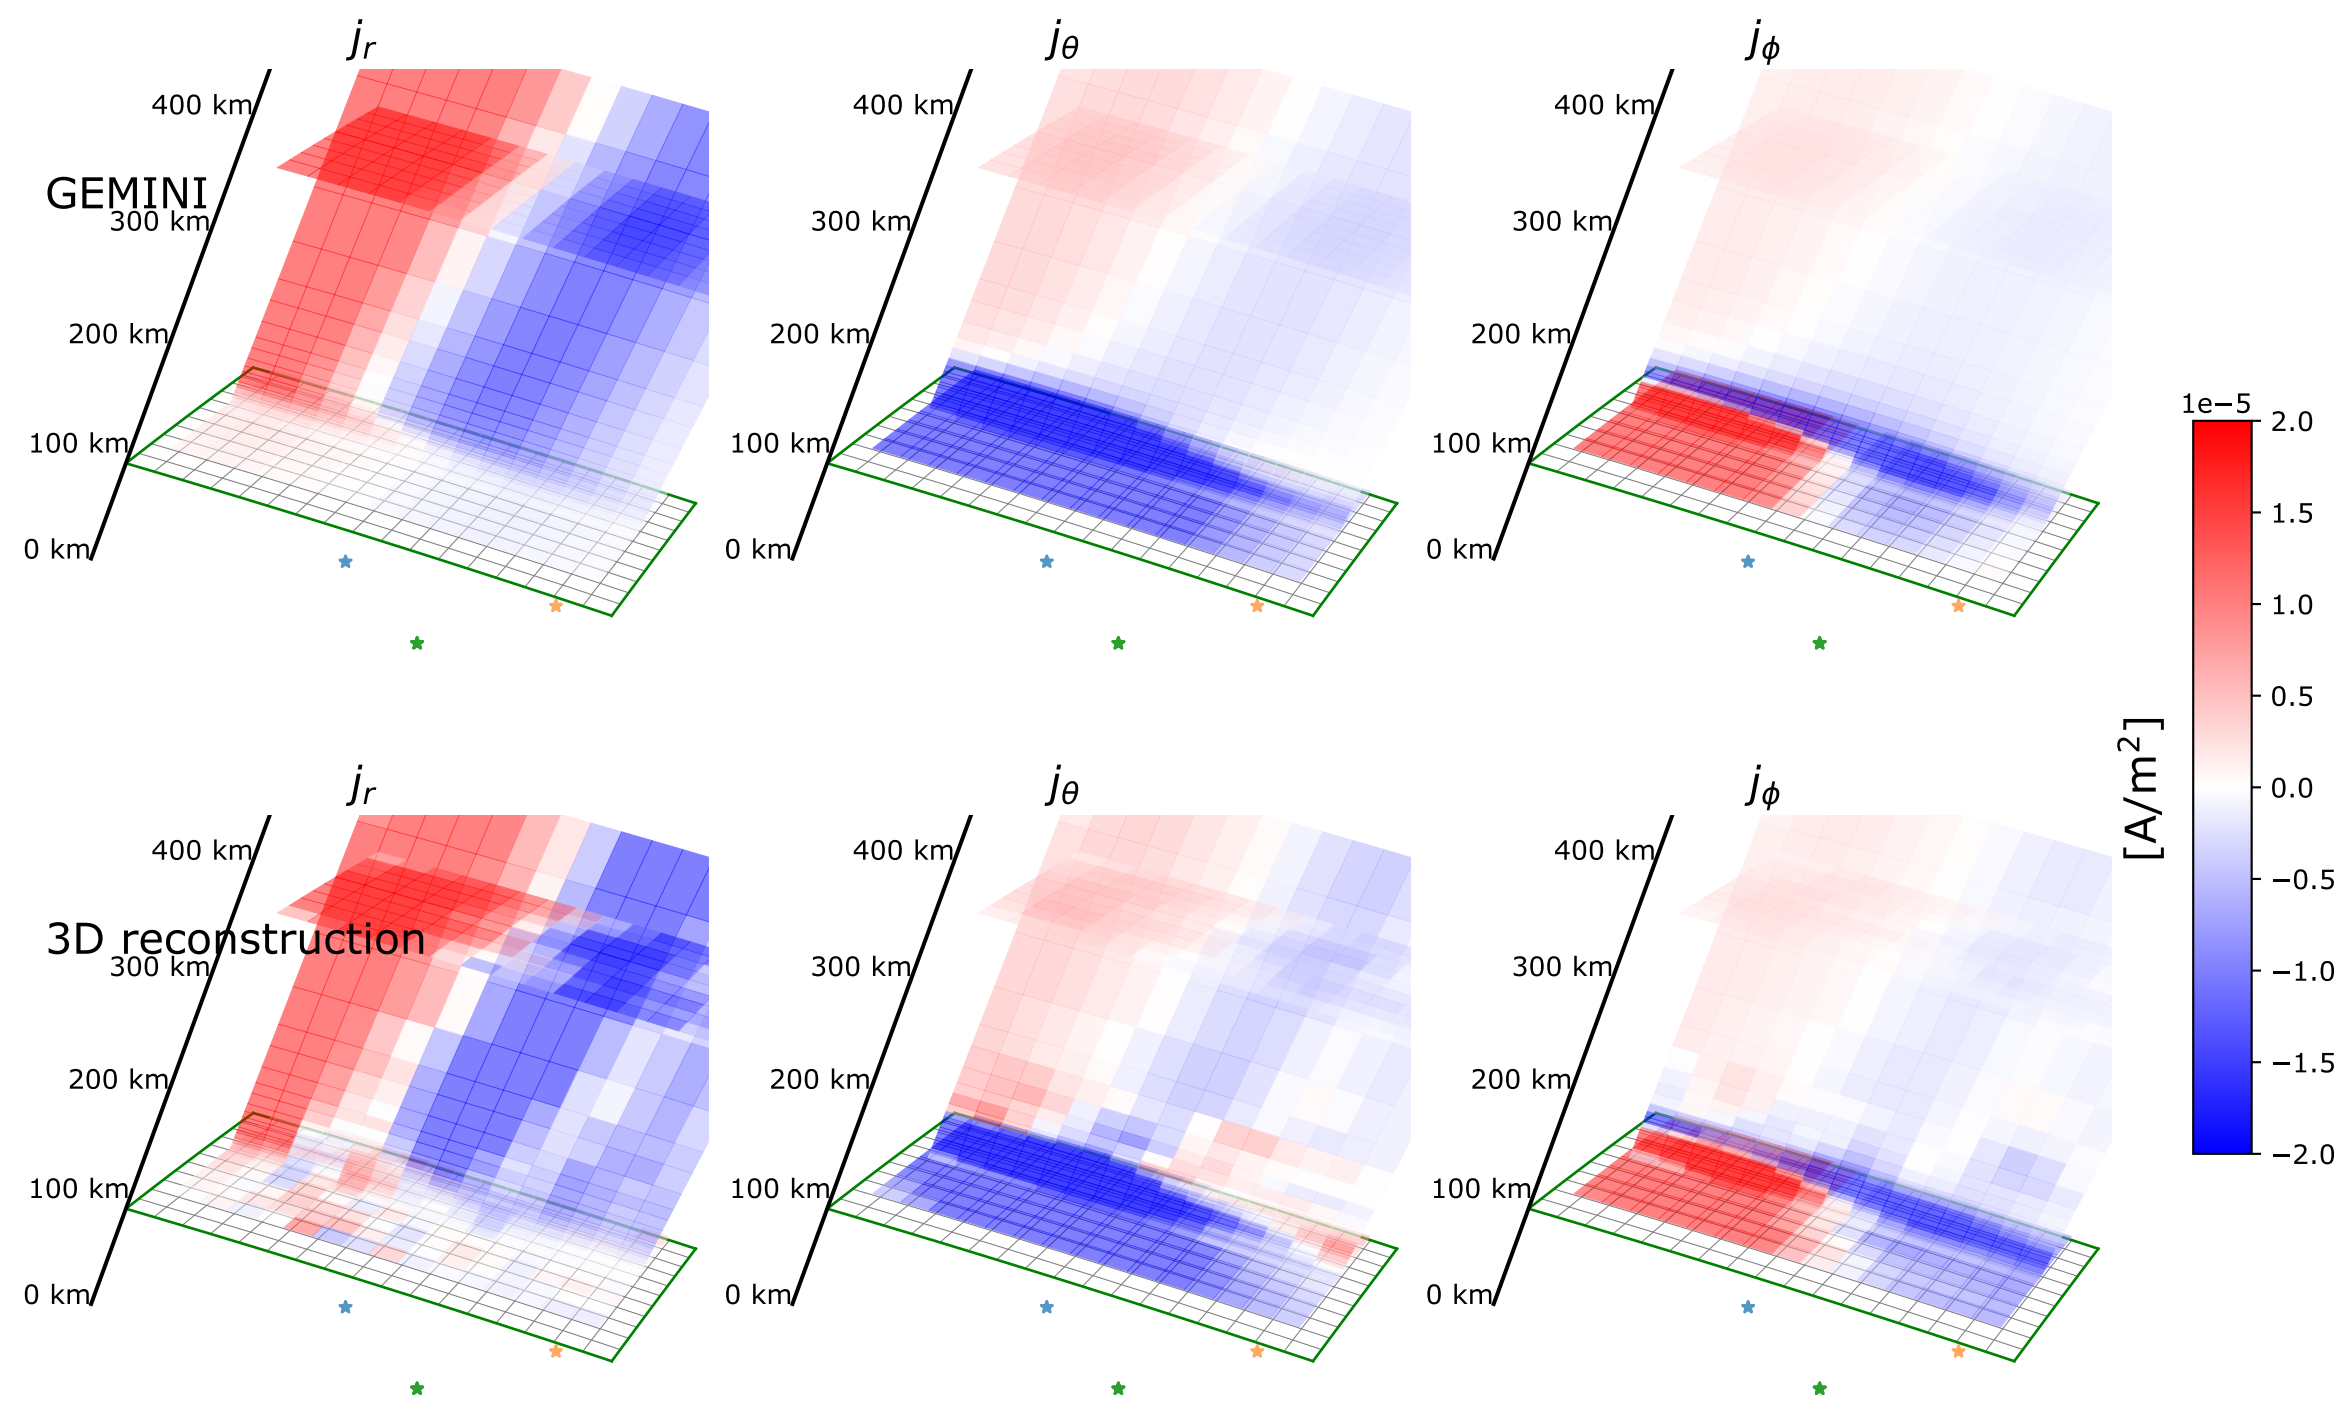 j_r j_θ j_ϕ
400 km 400 km 400 km
GEMINI
300 km 300 km 300 km
200 km 200 km 200 km
100 km 100 km 100 km
0 km 0 km 0 km
j_r j_θ j_ϕ
400 km 400 km 400 km
3D reconstruction
300 km 300 km 300 km
200 km 200 km 200 km
100 km 100 km 100 km
0 km 0 km 0 km
1e−5
2.0
1.5
1.0
0.5
0.0
−0.5
−1.0
−1.5
−2.0
[A/m²]